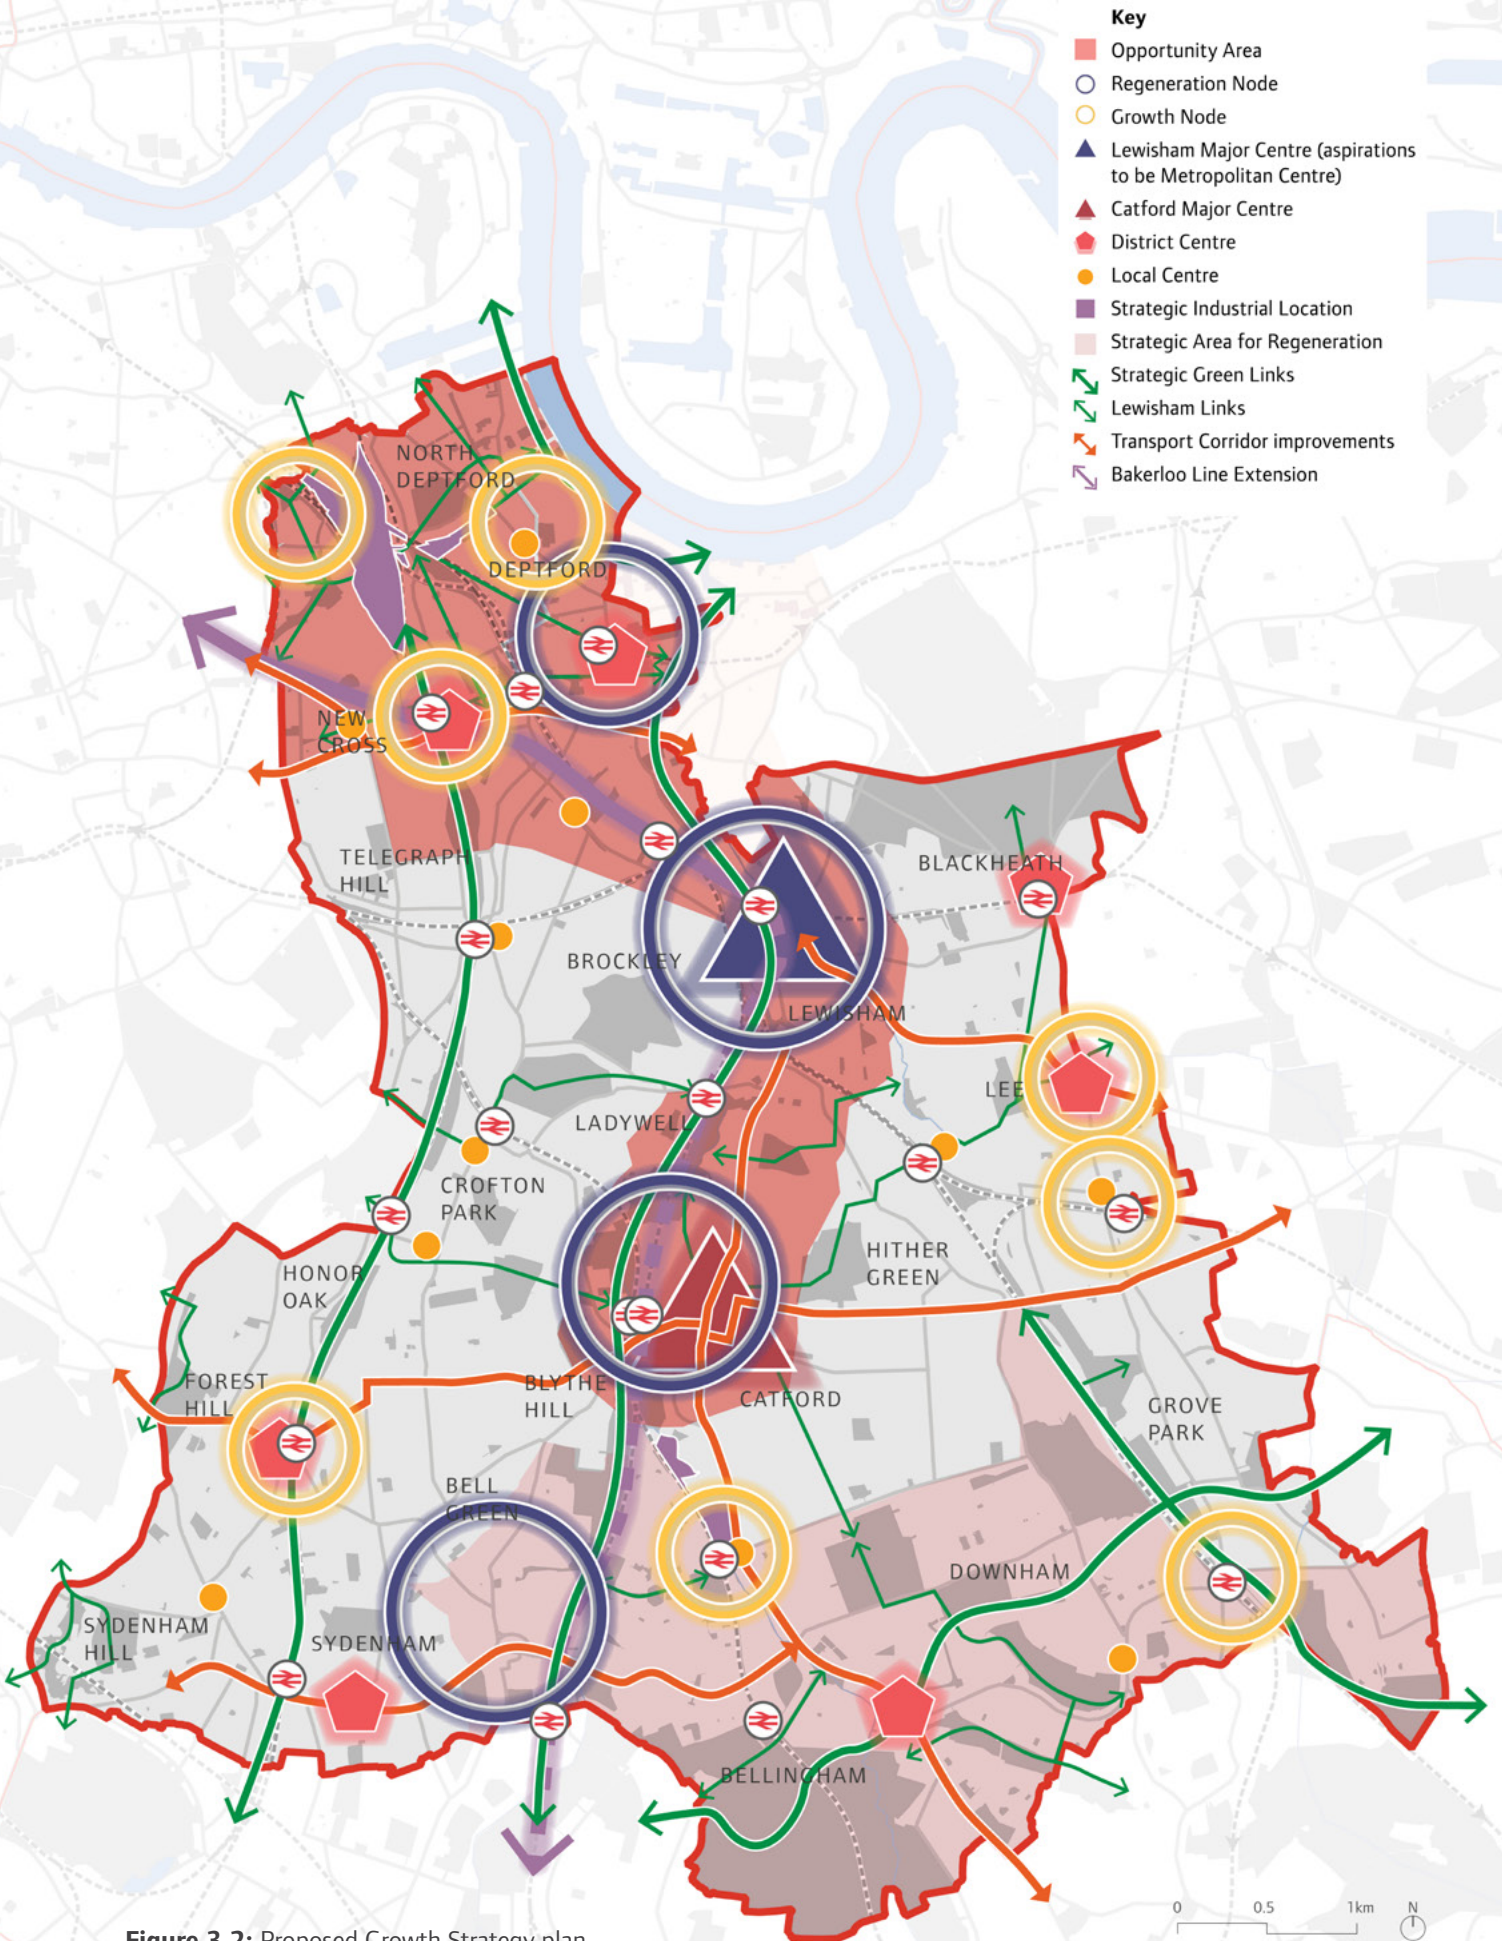 Key
Opportunity Area
Regeneration Node
Growth Node
Lewisham Major Centre (aspirations
to be Metropolitan Centre)
Catford Major Centre
District Centre
Local Centre
Strategic Industrial Location
Strategic Area for Regeneration
Strategic Green Links
Lewisham Links
Transport Corridor improvements
Bakerloo Line Extension
NORTH
DEPTFORD
DEPTFORD
NEW
CROSS
TELEGRAPH
HILL
BLACKHEATH
BROCKLEY
LEWISHAM
LEE
LADYWELL
CROFTON
PARK
HITHER
GREEN
HONOR
OAK
FOREST
HILL
BLYTHE
HILL
CATFORD
GROVE
PARK
BELL
GREEN
DOWNHAM
SYDENHAM
HILL
SYDENHAM
BELLINGHAM
0 0.5 1km N
Figure 3.2: Proposed Growth Strategy plan